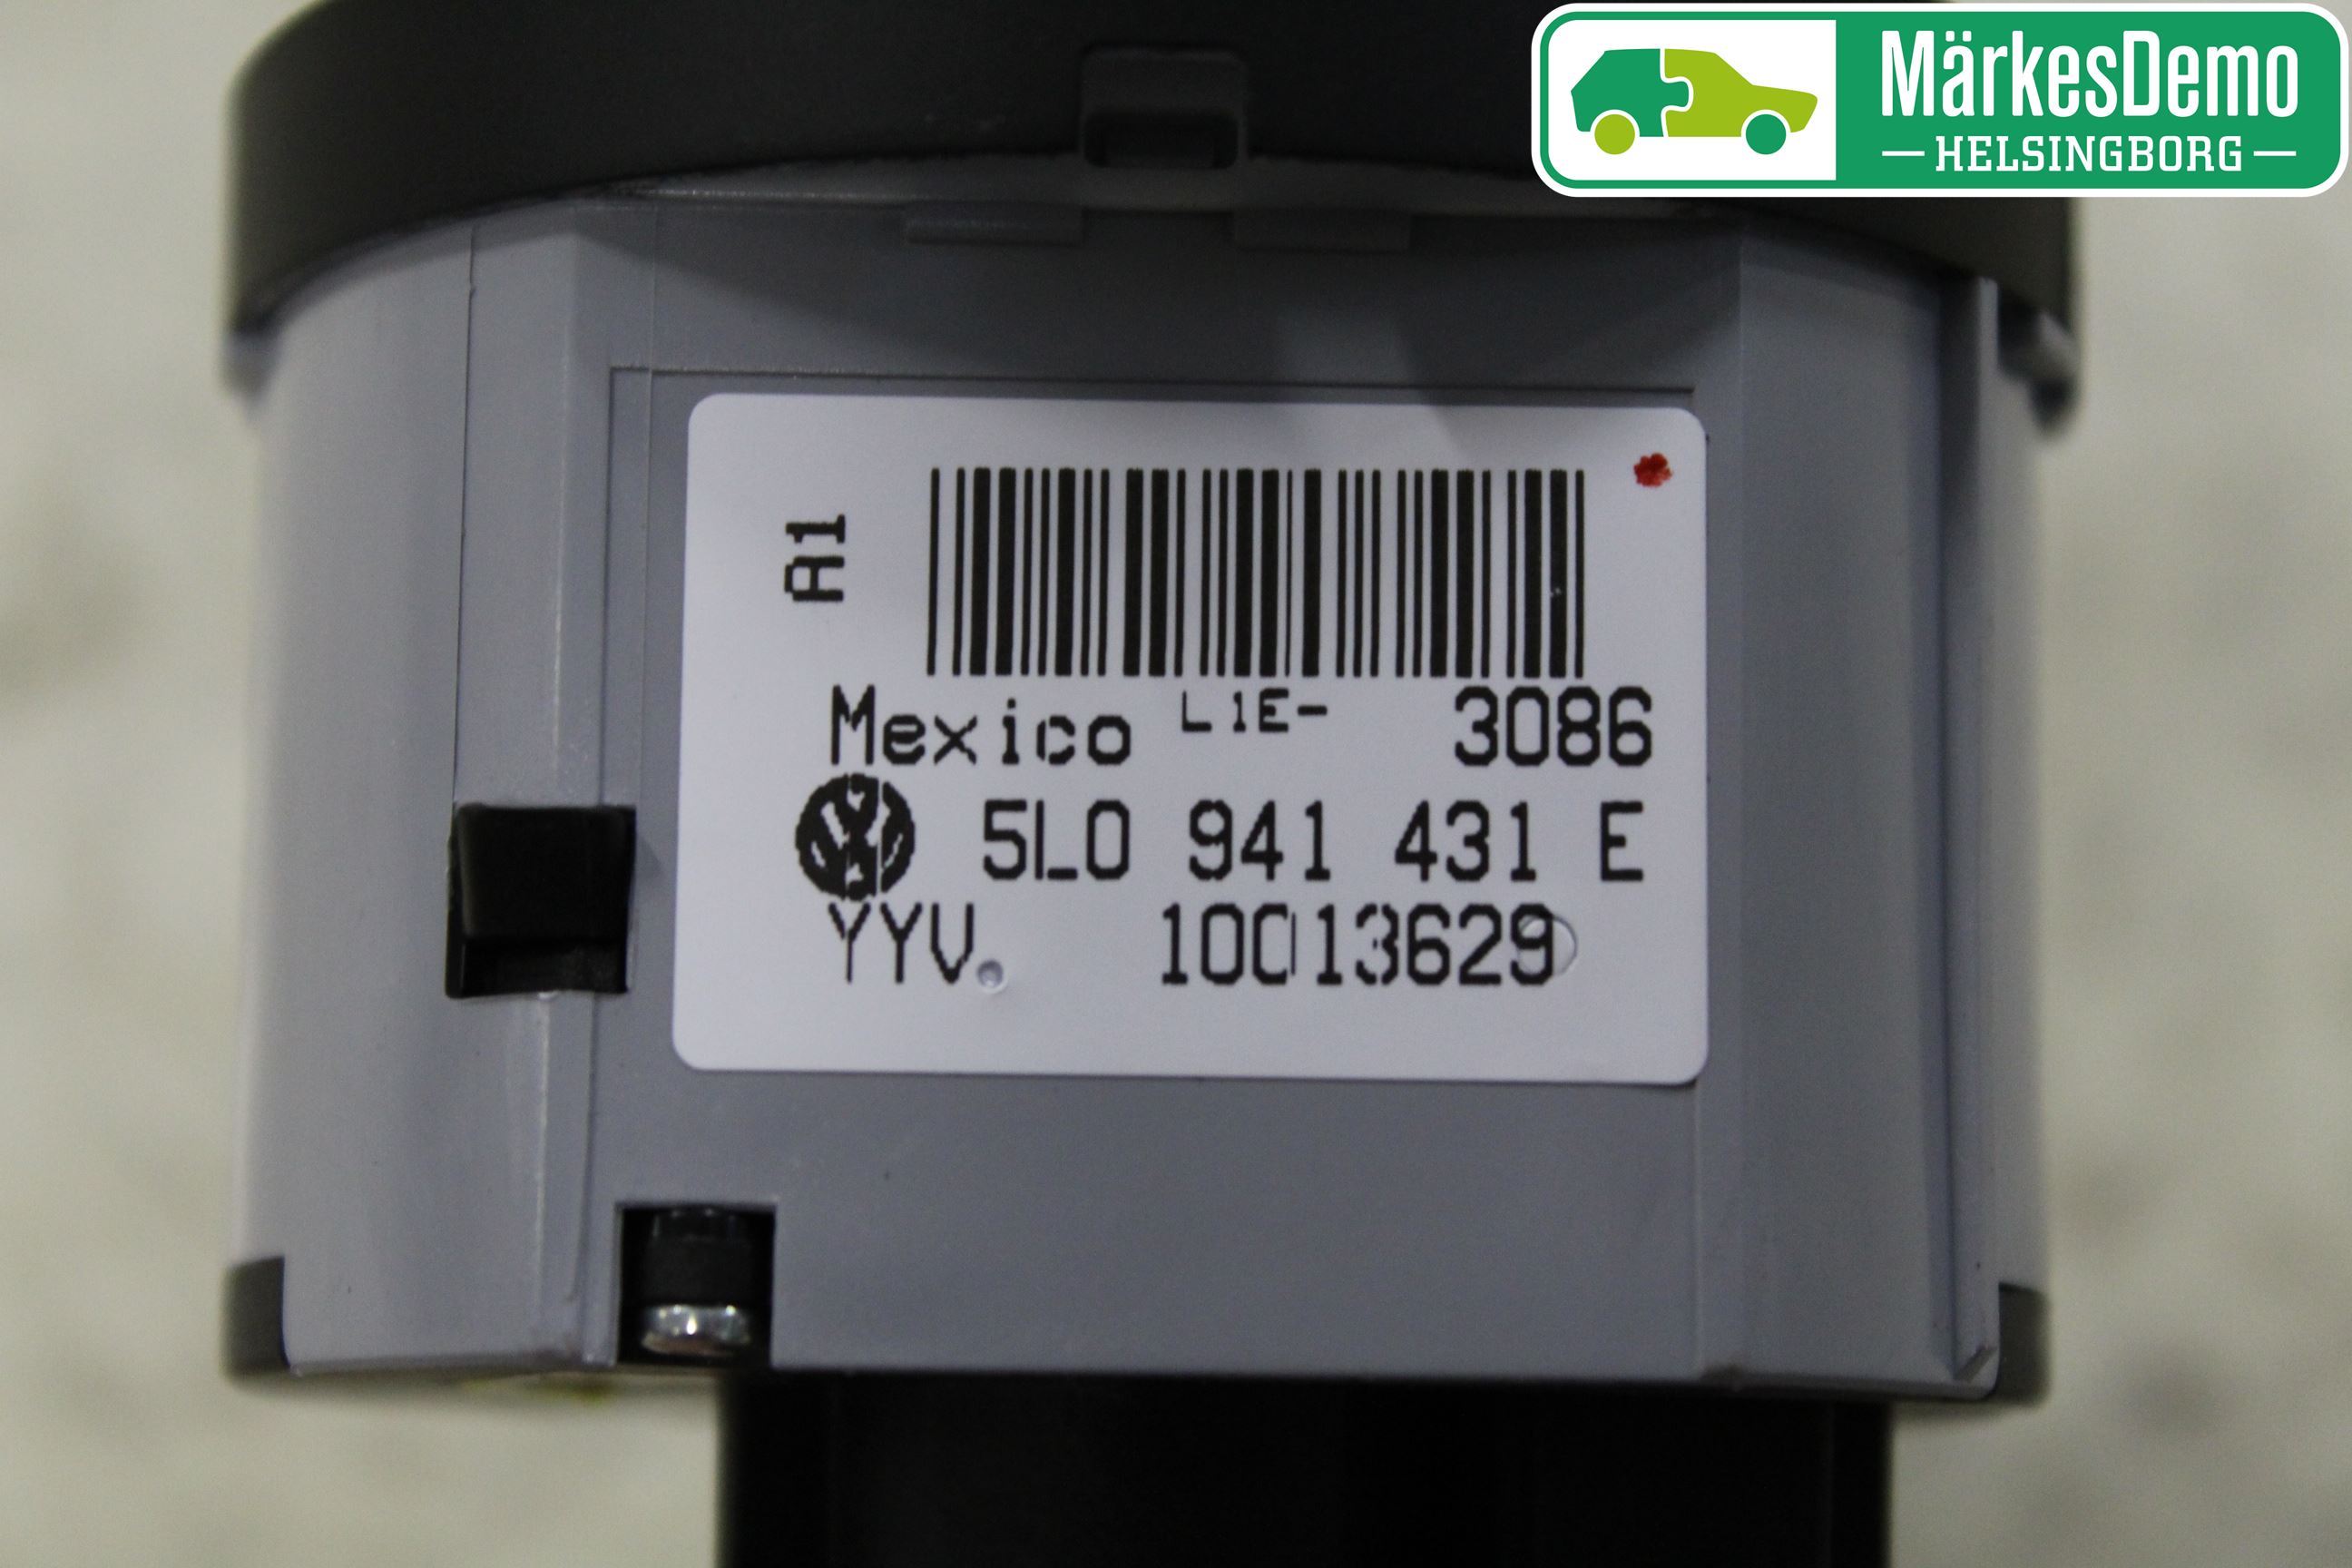 MärkesDemo
HELSINGBORG
A1
Mexico L1E- 3086
5L0 941 431 E
YYV. 10013629